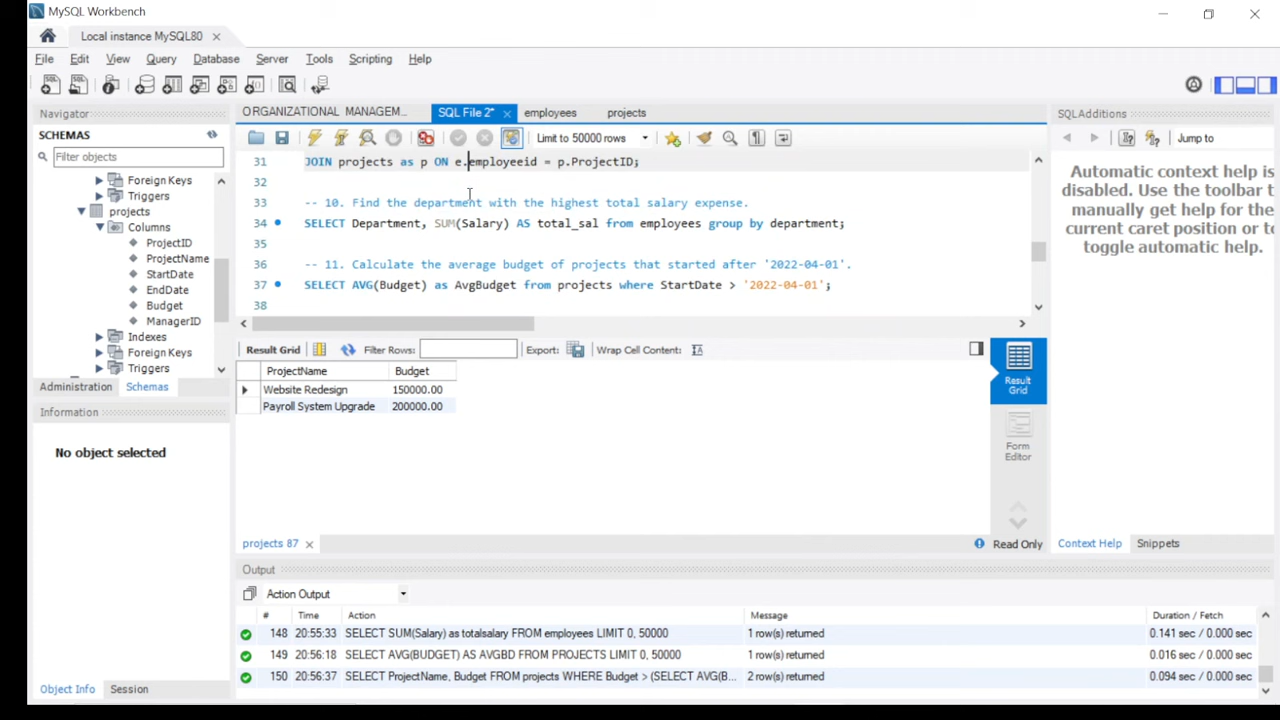 MySQL Workbench
Local instance MySQL80
File Edit View Query Database Server Tools Scripting Help
Navigator
SCHEMAS
Filter objects
Foreign Keys
Triggers
projects
Columns
ProjectID
ProjectName
StartDate
EndDate
Budget
ManagerID
Indexes
Foreign Keys
Triggers
Administration Schemas
Information
No object selected
Object Info Session
ORGANIZATIONAL MANAGEM... SQL File 2* employees projects
Limit to 50000 rows
31 JOIN projects as p ON e.employeeid = p.ProjectID;
32
33 -- 10. Find the department with the highest total salary expense.
34 SELECT Department, SUM(Salary) AS total_sal from employees group by department;
35
36 -- 11. Calculate the average budget of projects that started after '2022-04-01'.
37 SELECT AVG(Budget) as AvgBudget from projects where StartDate > '2022-04-01';
38
Result Grid Filter Rows: Export: Wrap Cell Content:
ProjectName Budget
Website Redesign 150000.00
Payroll System Upgrade 200000.00
Result Grid
Form Editor
projects 87
Read Only
Output
Action Output
# Time Action Message Duration / Fetch
148 20:55:33 SELECT SUM(Salary) as totalsalary FROM employees LIMIT 0, 50000 1 row(s) returned 0.141 sec / 0.000 sec
149 20:56:18 SELECT AVG(BUDGET) AS AVGBD FROM PROJECTS LIMIT 0, 50000 1 row(s) returned 0.016 sec / 0.000 sec
150 20:56:37 SELECT ProjectName, Budget FROM projects WHERE Budget > (SELECT AVG(B... 2 row(s) returned 0.094 sec / 0.000 sec
SQLAdditions
Jump to
Automatic context help is
disabled. Use the toolbar t
manually get help for the
current caret position or to
toggle automatic help.
Context Help Snippets